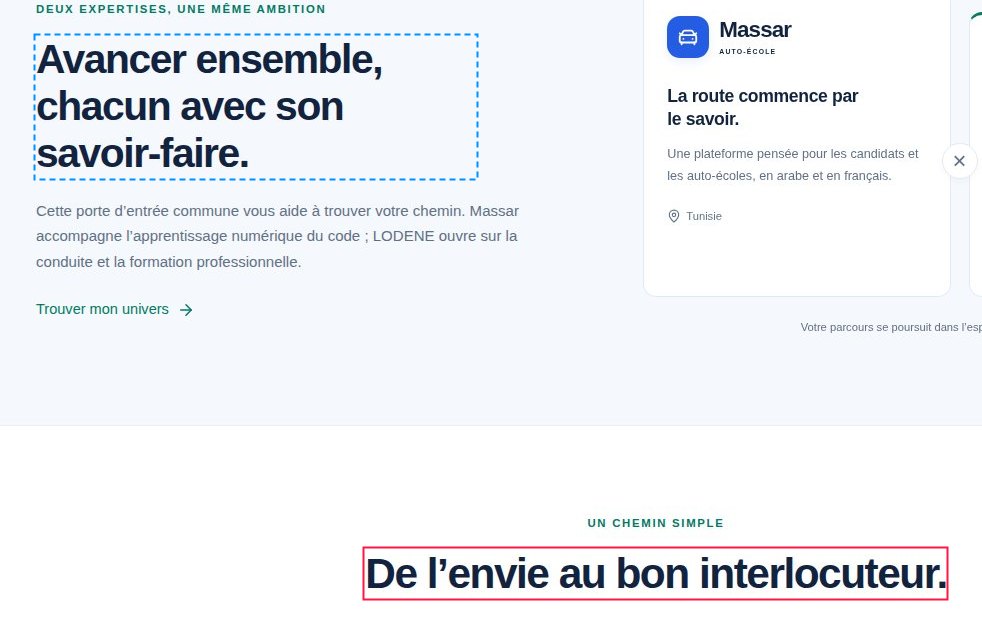 DEUX EXPERTISES, UNE MÊME AMBITION
Avancer ensemble,
chacun avec son
savoir-faire.
Cette porte d’entrée commune vous aide à trouver votre chemin. Massar
accompagne l’apprentissage numérique du code ; LODENE ouvre sur la
conduite et la formation professionnelle.
Trouver mon univers
Massar
AUTO-ÉCOLE
La route commence par
le savoir.
Une plateforme pensée pour les candidats et
les auto-écoles, en arabe et en français.
Tunisie
Votre parcours se poursuit dans l’esp
UN CHEMIN SIMPLE
De l’envie au bon interlocuteur.